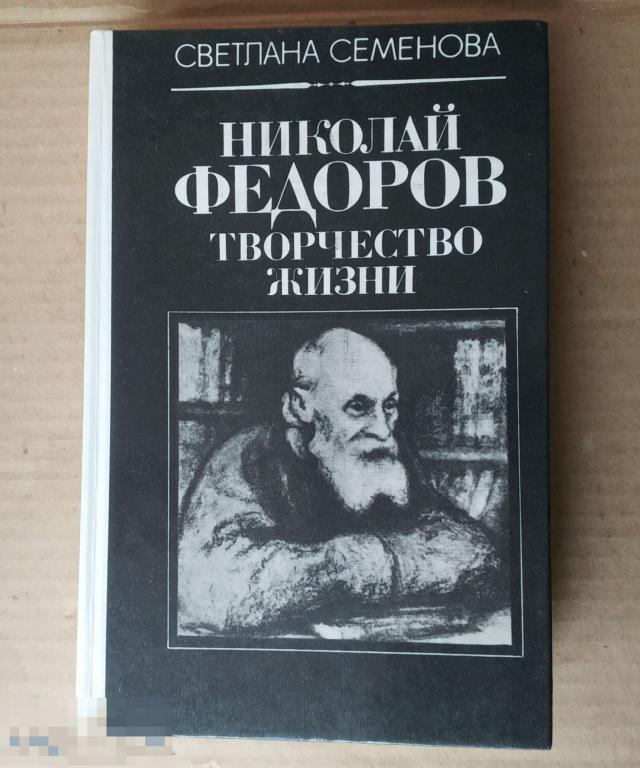 СВЕТЛАНА СЕМЕНОВА
НИКОЛАЙ
ФЕДОРОВ
ТВОРЧЕСТВО
ЖИЗНИ